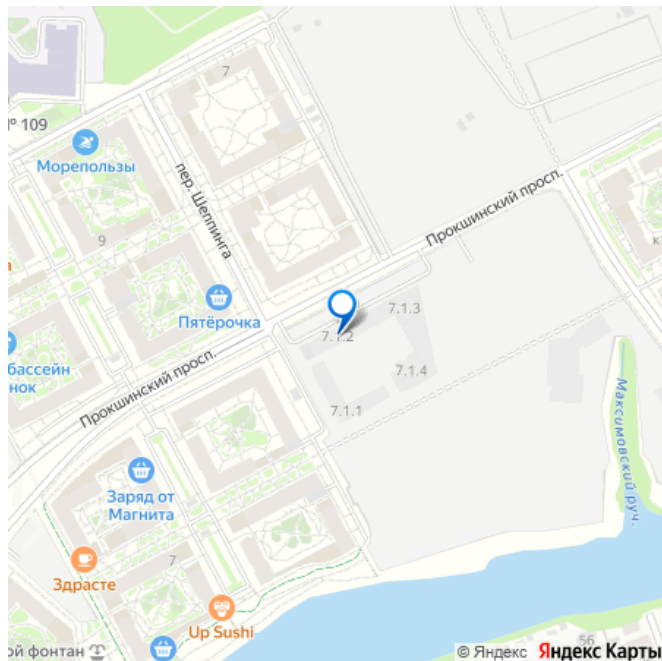 7
№ 109
Морепользы
пер. Шеппинга
Прокшинский просп.
9
Пятёрочка
7.1.3
7.1.2
бассейн
нок
Прокшинский просп.
7.1.4
7.1.1
Максимовский руч.
Заряд от
Магнита
Здрасте
7
Up Sushi
ой фонтан
56
© Яндекс Яндекс Карты